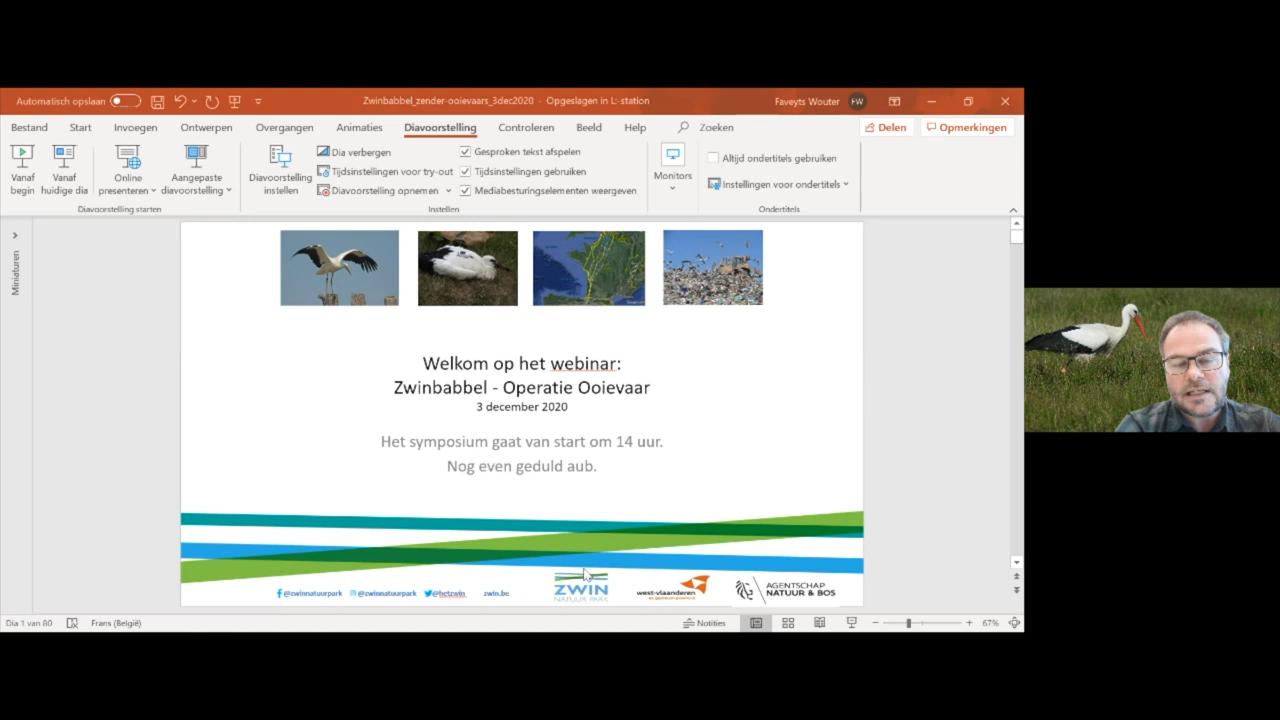 Automatisch opslaan
Zwinbabbel_zender-ooievaars_3dec2020 - Opgeslagen in L:-station
Faveyts Wouter FW
Bestand Start Invoegen Ontwerpen Overgangen Animaties Diavoorstelling Controleren Beeld Help Zoeken Delen Opmerkingen
Vanaf begin
Vanaf huidige dia
Online presenteren
Aangepaste diavoorstelling
Diavoorstelling instellen
Dia verbergen
Tijdsinstellingen voor try-out
Diavoorstelling opnemen
Gesproken tekst afspelen
Tijdsinstellingen gebruiken
Mediabesturingselementen weergeven
Monitors
Altijd ondertitels gebruiken
Instellingen voor ondertitels
Diavoorstelling starten
Instellen
Ondertitels
Miniaturen
Welkom op het webinar:
Zwinbabbel - Operatie Ooievaar
3 december 2020
Het symposium gaat van start om 14 uur.
Nog even geduld aub.
@zwinnatuurpark @zwinnatuurpark @hetzwin zwin.be
ZWIN
NATUUR PARK
west-vlaanderen
AGENTSCHAP
NATUUR & BOS
Dia 1 van 80 Frans (België) Notities 67%